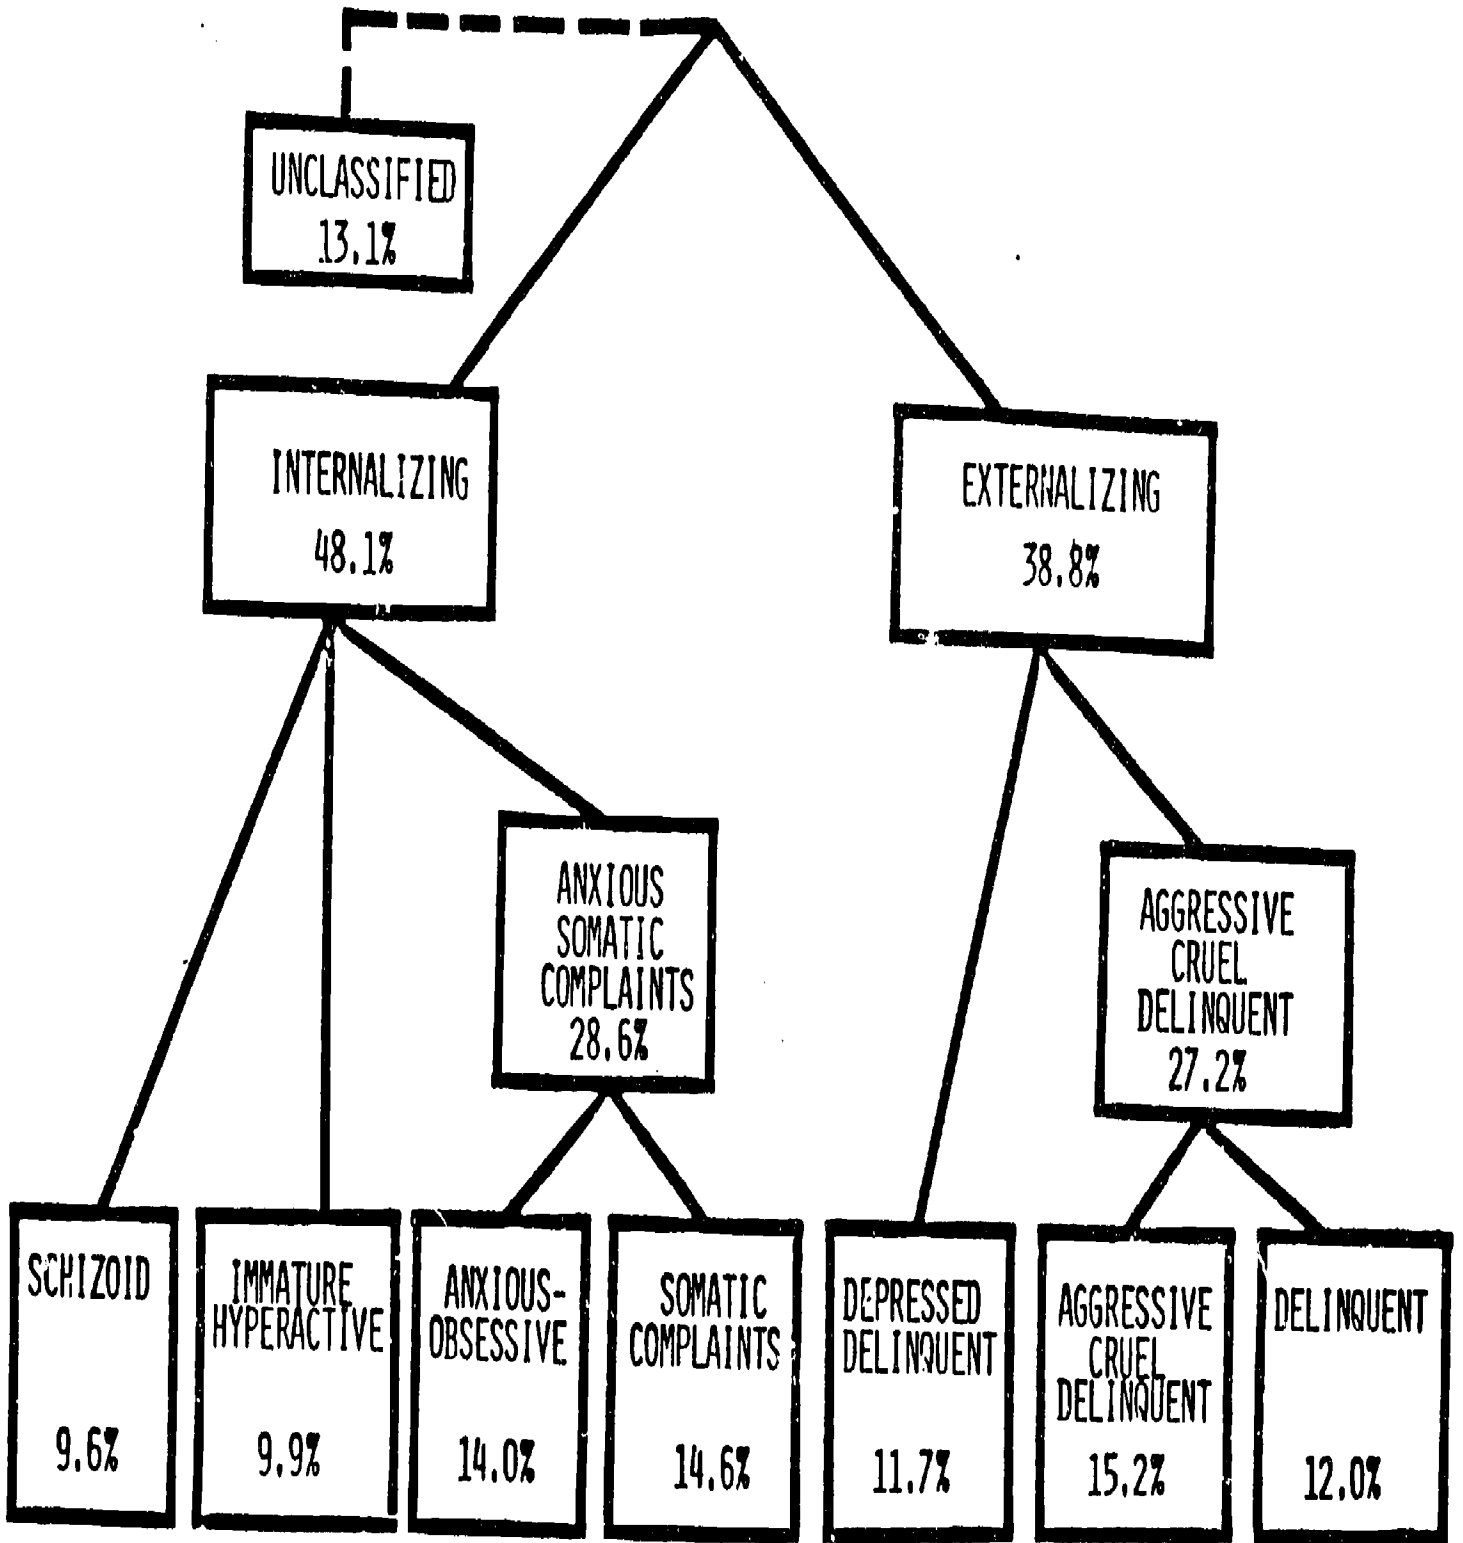 UNCLASSIFIED
13.1%
INTERNALIZING
48.1%
EXTERNALIZING
38.8%
ANXIOUS
SOMATIC
COMPLAINTS
28.6%
AGGRESSIVE
CRUEL
DELINQUENT
27.2%
SCHIZOID
9.6%
IMMATURE
HYPERACTIVE
9.9%
ANXIOUS-
OBSESSIVE
14.0%
SOMATIC
COMPLAINTS
14.6%
DEPRESSED
DELINQUENT
11.7%
AGGRESSIVE
CRUEL
DELINQUENT
15.2%
DELINQUENT
12.0%